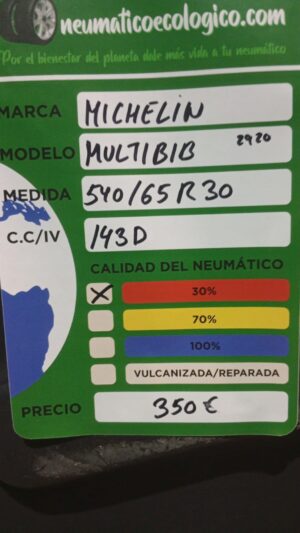 neumaticoecologico.com
Por el bienestar del planeta dale más vida a tu neumático
MARCA MICHELIN
MODELO MULTIBIB 2920
MEDIDA 540/65 R 30
C.C/IV 143 D
CALIDAD DEL NEUMÁTICO
X 30%
70%
100%
VULCANIZADA/REPARADA
PRECIO 350 €